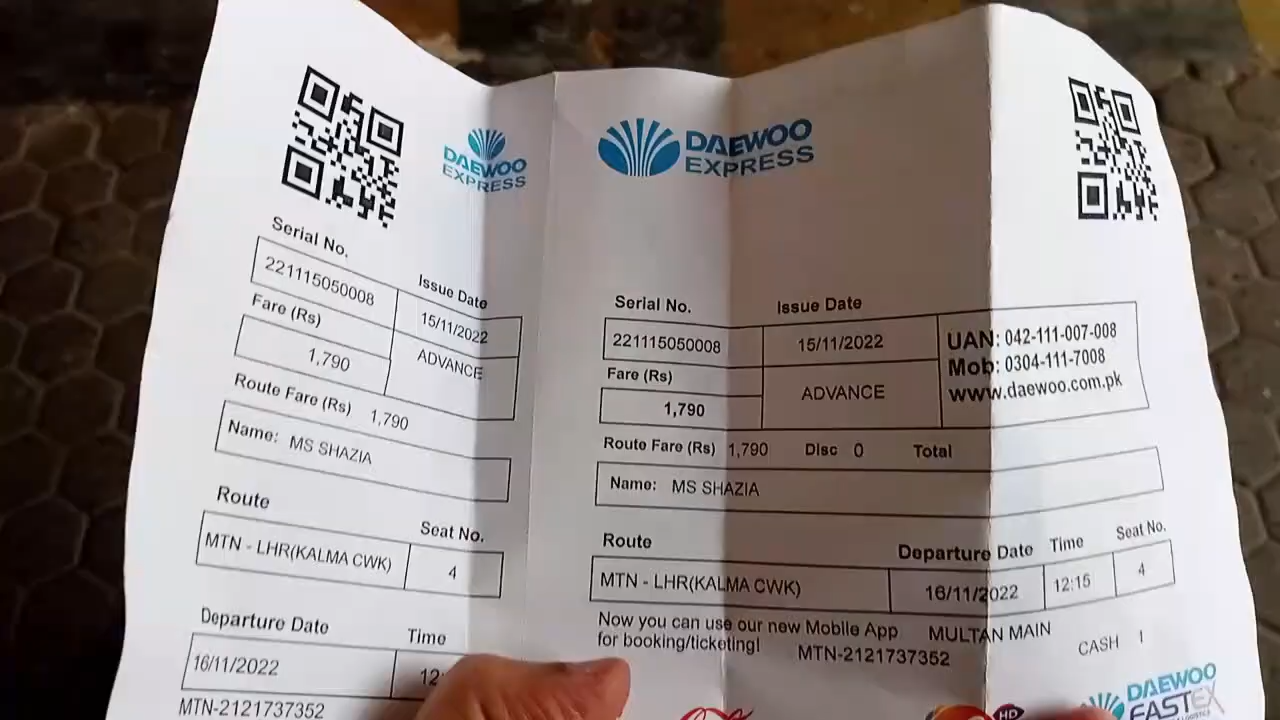 DAEWOO
EXPRESS
Serial No.
Issue Date
221115050008
15/11/2022
Fare (Rs)
1,790
ADVANCE
Route Fare (Rs) 1,790
Name: MS SHAZIA
Route
Seat No.
MTN - LHR(KALMA CWK)
4
Departure Date
Time
16/11/2022
12
MTN-2121737352
DAEWOO
EXPRESS
Serial No.
Issue Date
221115050008
15/11/2022
UAN: 042-111-007-008
Mob: 0304-111-7008
www.daewoo.com.pk
Fare (Rs)
1,790
ADVANCE
Route Fare (Rs) 1,790 Disc 0 Total
Name: MS SHAZIA
Route
Departure Date
Time
Seat No.
MTN - LHR(KALMA CWK)
16/11/2022
12:15
4
Now you can use our new Mobile App
for booking/ticketing!
MULTAN MAIN
MTN-2121737352
CASH 1
HD
DAEWOO
FASTEX